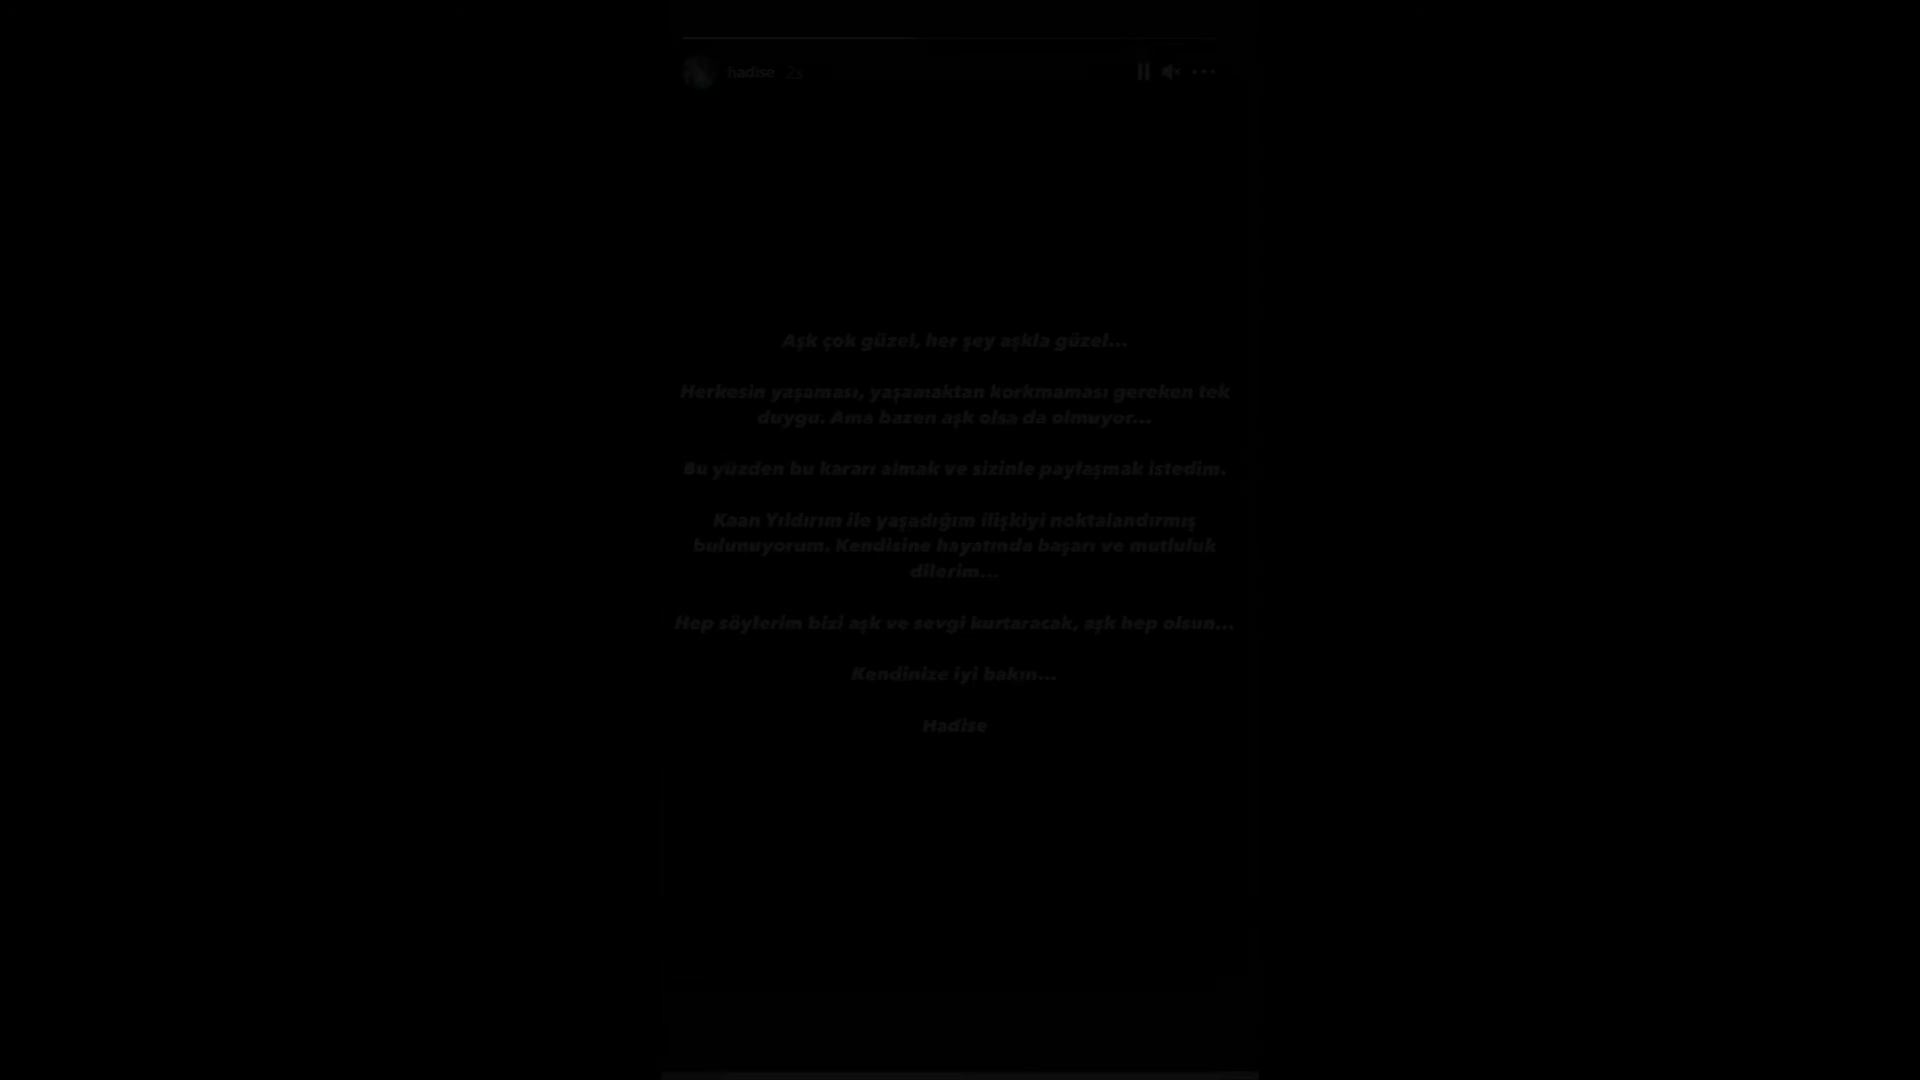 hadise 2s
Aşk çok güzel, her şey aşkla güzel...
Herkesin yaşaması, yaşamaktan korkmaması gereken tek
duygu. Ama bazen aşk olsa da olmuyor...
Bu yüzden bu kararı almak ve sizinle paylaşmak istedim.
Kaan Yıldırım ile yaşadığım ilişkiyi noktalandırmış
bulunuyorum. Kendisine hayatında başarı ve mutluluk
dilerim...
Hep söylerim bizi aşk ve sevgi kurtaracak, aşk hep olsun...
Kendinize iyi bakın...
Hadise